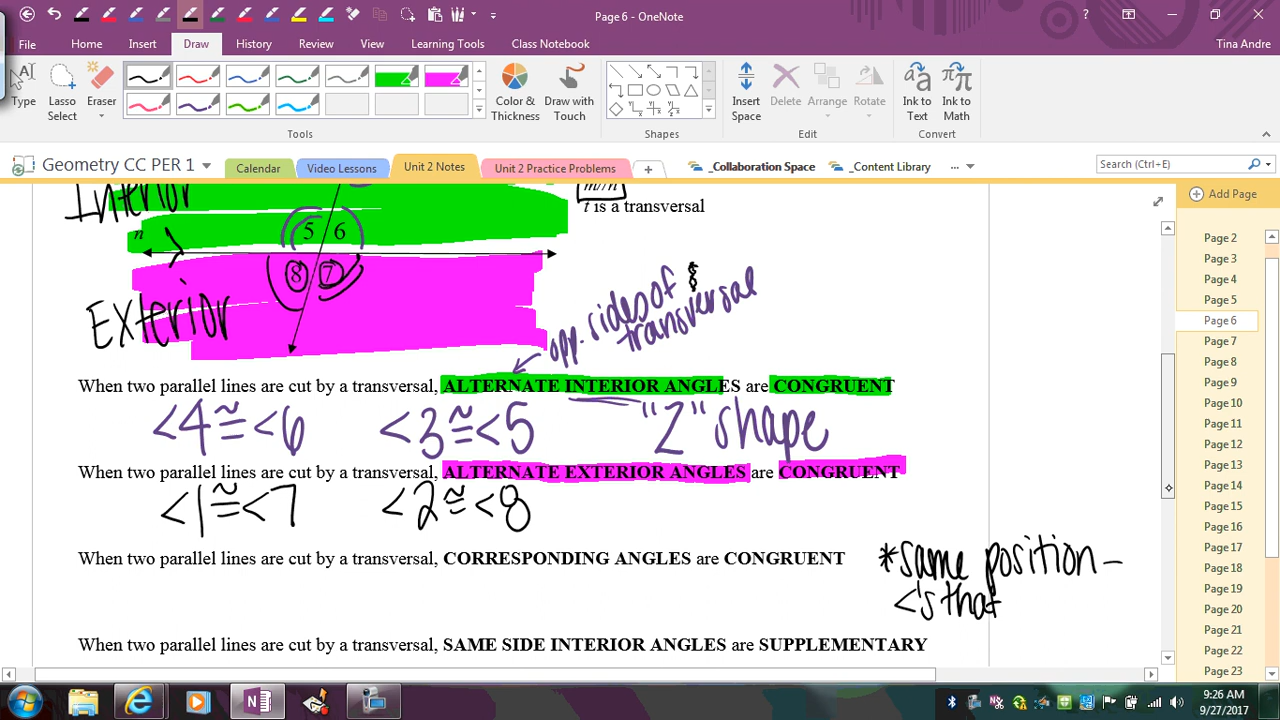 Page 6 - OneNote
?
File
Home
Insert
Draw
History
Review
View
Learning Tools
Class Notebook
Tina Andre
Type
Lasso Select
Eraser
Color & Thickness
Draw with Touch
Insert Space
Delete
Arrange
Rotate
Ink to Text
Ink to Math
Tools
Shapes
Edit
Convert
Geometry CC PER 1
Calendar
Video Lessons
Unit 2 Notes
Unit 2 Practice Problems
_Collaboration Space
_Content Library
...
Search (Ctrl+E)
Add Page
Page 2
Page 3
Page 4
Page 5
Page 6
Page 7
Page 8
Page 9
Page 10
Page 11
Page 12
Page 13
Page 14
Page 15
Page 16
Page 17
Page 18
Page 19
Page 20
Page 21
Page 22
Page 23
Interior
t is a transversal
n
5 6
8 7
Exterior
opp. sides of
transversal
When two parallel lines are cut by a transversal, ALTERNATE INTERIOR ANGLES are CONGRUENT
<4≅<6 <3≅<5 "Z" shape
When two parallel lines are cut by a transversal, ALTERNATE EXTERIOR ANGLES are CONGRUENT
<1≅<7 <2≅<8
When two parallel lines are cut by a transversal, CORRESPONDING ANGLES are CONGRUENT
*same position –
<'s that
When two parallel lines are cut by a transversal, SAME SIDE INTERIOR ANGLES are SUPPLEMENTARY
9:26 AM
9/27/2017